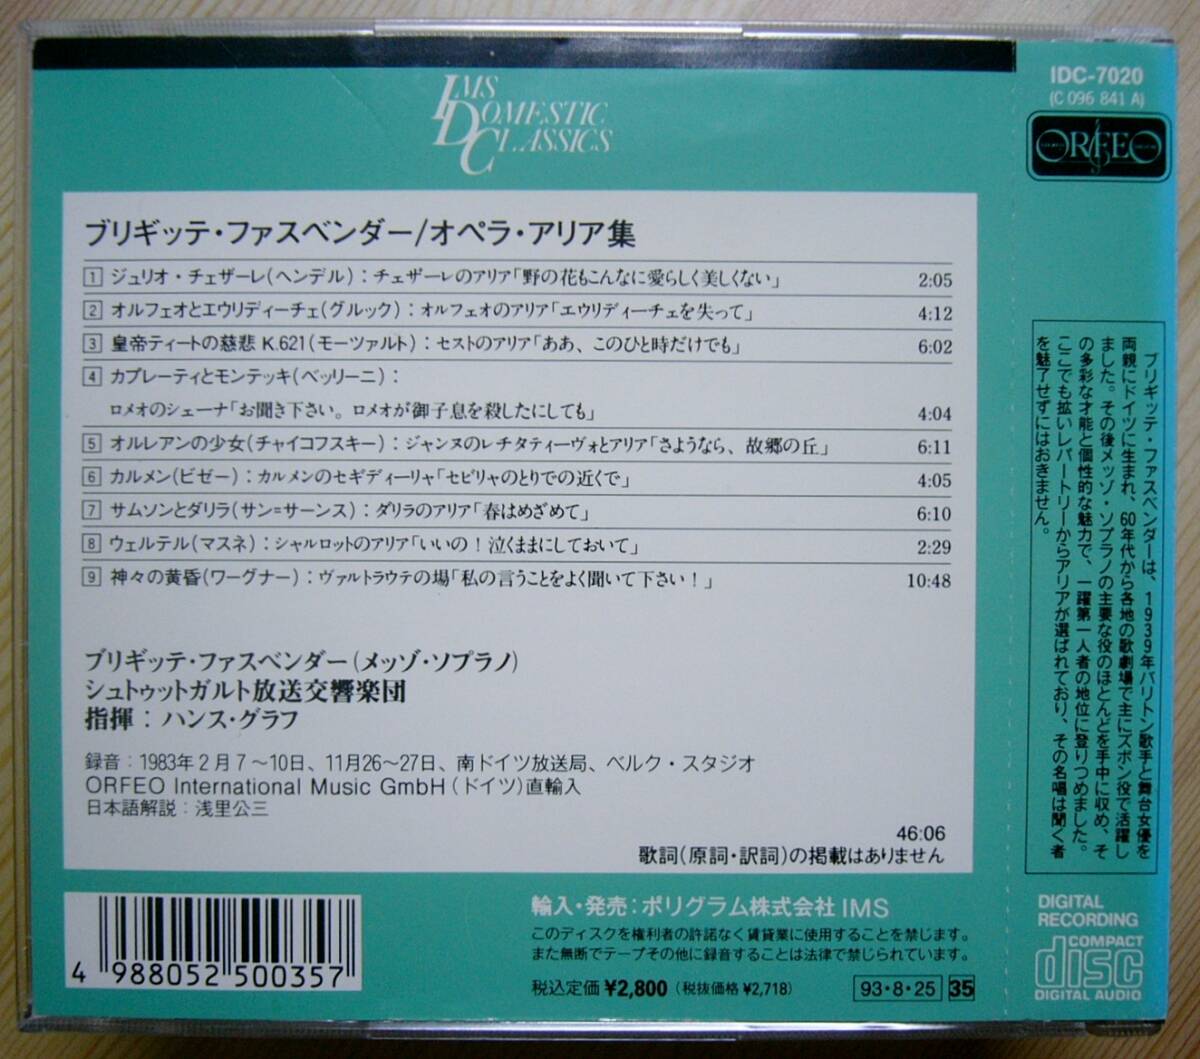 IMS
DOMESTIC
CLASSICS
IDC-7020
(C 096 841 A)
ORFEO
ブリギッテ・ファスベンダー/オペラ・アリア集
1 ジュリオ・チェザーレ(ヘンデル):チェザーレのアリア「野の花もこんなに愛らしく美しくない」 2:05
2 オルフェオとエウリディーチェ(グルック):オルフェオのアリア「エウリディーチェを失って」 4:12
3 皇帝ティートの慈悲 K.621(モーツァルト):セストのアリア「ああ、このひと時だけでも」 6:02
4 カプレーティとモンテッキ(ベッリーニ):
ロメオのシェーナ「お聞き下さい。ロメオが御子息を殺したにしても」 4:04
5 オルレアンの少女(チャイコフスキー):ジャンヌのレチタティーヴォとアリア「さようなら、故郷の丘」 6:11
6 カルメン(ビゼー):カルメンのセギディーリャ「セビリャのとりでの近くで」 4:05
7 サムソンとダリラ(サン=サーンス):ダリラのアリア「春はめざめて」 6:10
8 ウェルテル(マスネ):シャルロットのアリア「いいの!泣くままにしておいて」 2:29
9 神々の黄昏(ワーグナー):ヴァルトラウテの場「私の言うことをよく聞いて下さい!」 10:48
ブリギッテ・ファスベンダー(メッゾ・ソプラノ)
シュトゥットガルト放送交響楽団
指揮:ハンス・グラフ
録音:1983年2月7〜10日、11月26〜27日、南ドイツ放送局、ベルク・スタジオ
ORFEO International Music GmbH(ドイツ)直輸入
日本語解説:浅里公三
46:06
歌詞(原詞・訳詞)の掲載はありません
ブリギッテ・ファスベンダーは、1939年バリトン歌手と舞台女優を
両親にドイツに生まれ、60年代から各地の歌劇場で主にズボン役で活躍し
ました。その後メッゾ・ソプラノの主要な役のほとんどを手中に収め、そ
の多彩な才能と個性的な魅力で、一躍第一人者の地位に登りつめました。
ここでも拡いレパートリーからアリアが選ばれており、その名唱は聞く者
を魅了せずにはおきません。
4 988052 500357
輸入・発売:ポリグラム株式会社 IMS
このディスクを権利者の許諾なく賃貸業に使用することを禁じます。
また無断でテープその他に録音することは法律で禁じられています。
税込定価 ¥2,800 (税抜価格 ¥2,718)
93・8・25 35
DIGITAL
RECORDING
COMPACT
disc
DIGITAL AUDIO